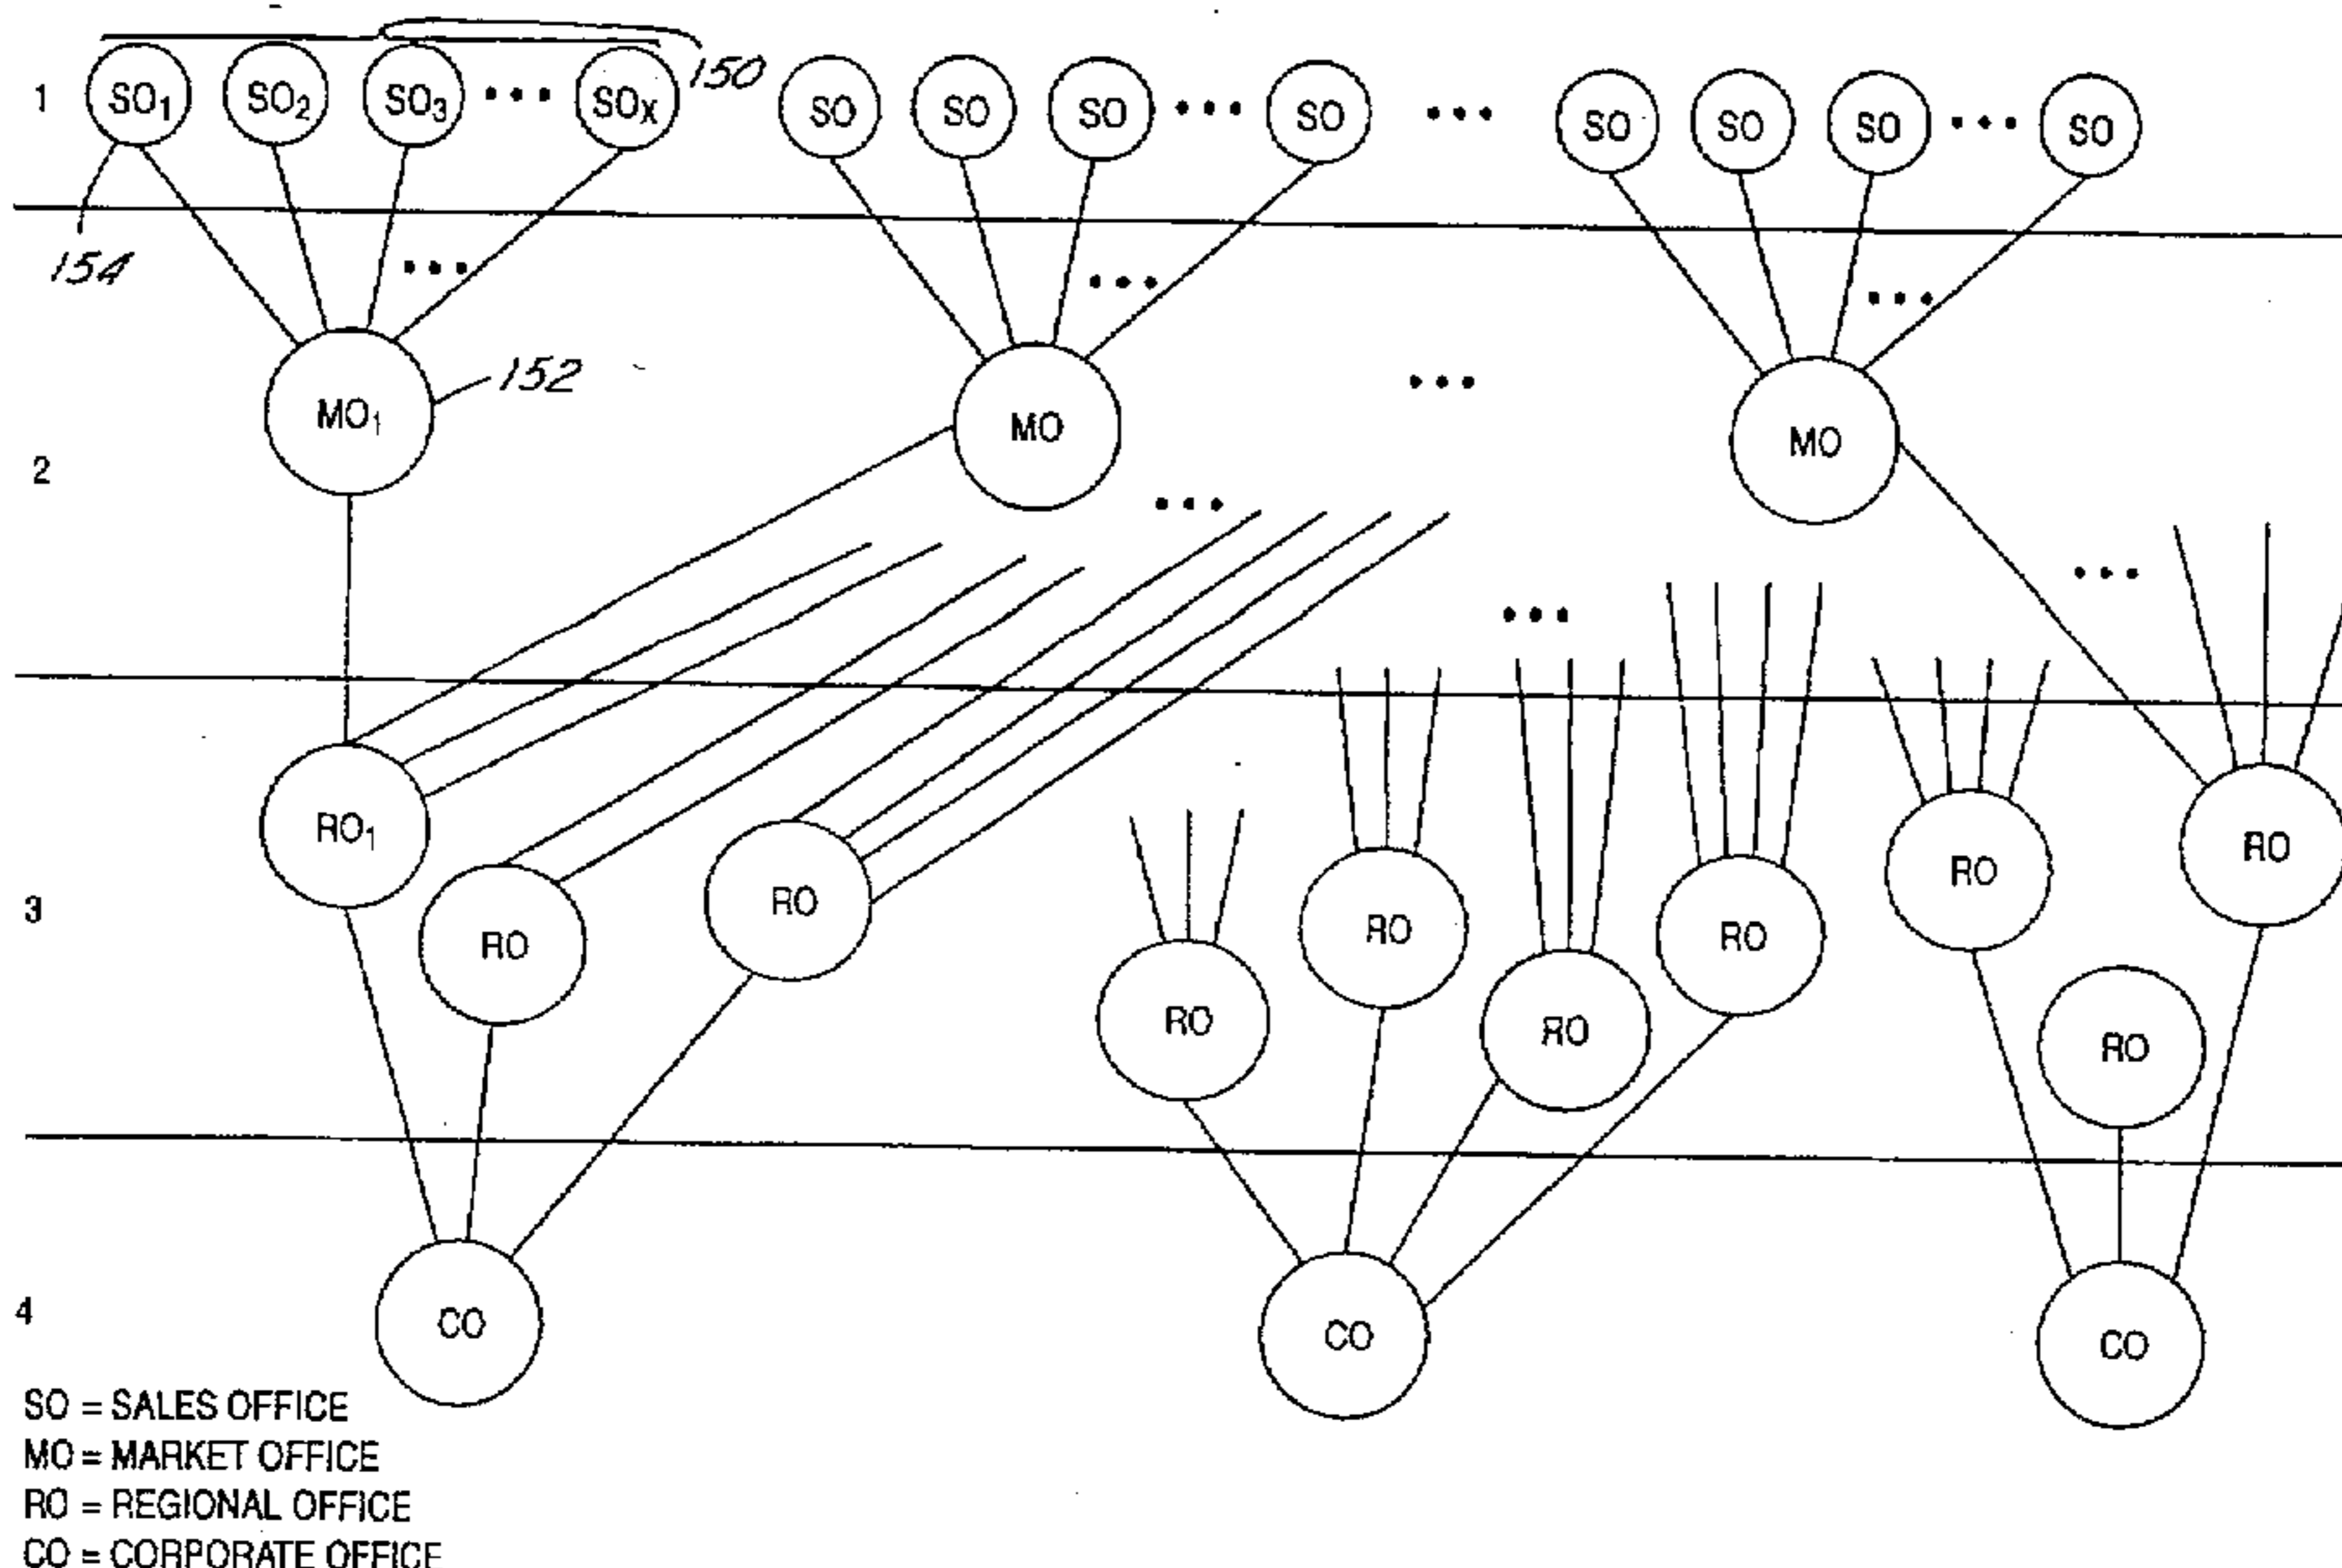 150
1 SO₁ SO₂ SO₃ ••• SOₓ SO SO SO ••• SO ••• SO SO SO ••• SO
154 ••• ••• •••
MO₁ 152 MO ••• MO
2
••• ••• •••
RO₁ RO RO RO RO RO RO RO RO RO
3
4 CO CO CO
SO = SALES OFFICE
MO = MARKET OFFICE
RO = REGIONAL OFFICE
CO = CORPORATE OFFICE